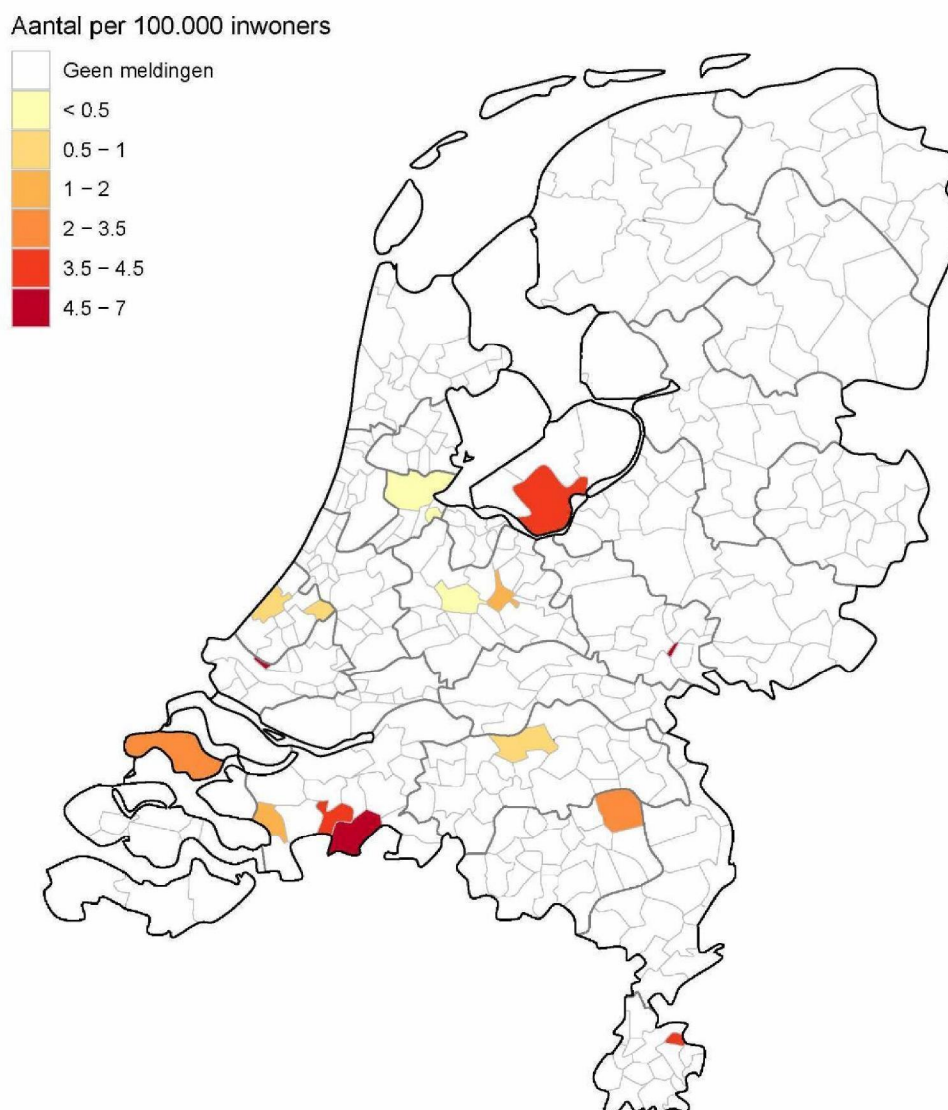 Aantal per 100.000 inwoners
Geen meldingen
< 0.5
0.5 – 1
1 – 2
2 – 3.5
3.5 – 4.5
4.5 – 7